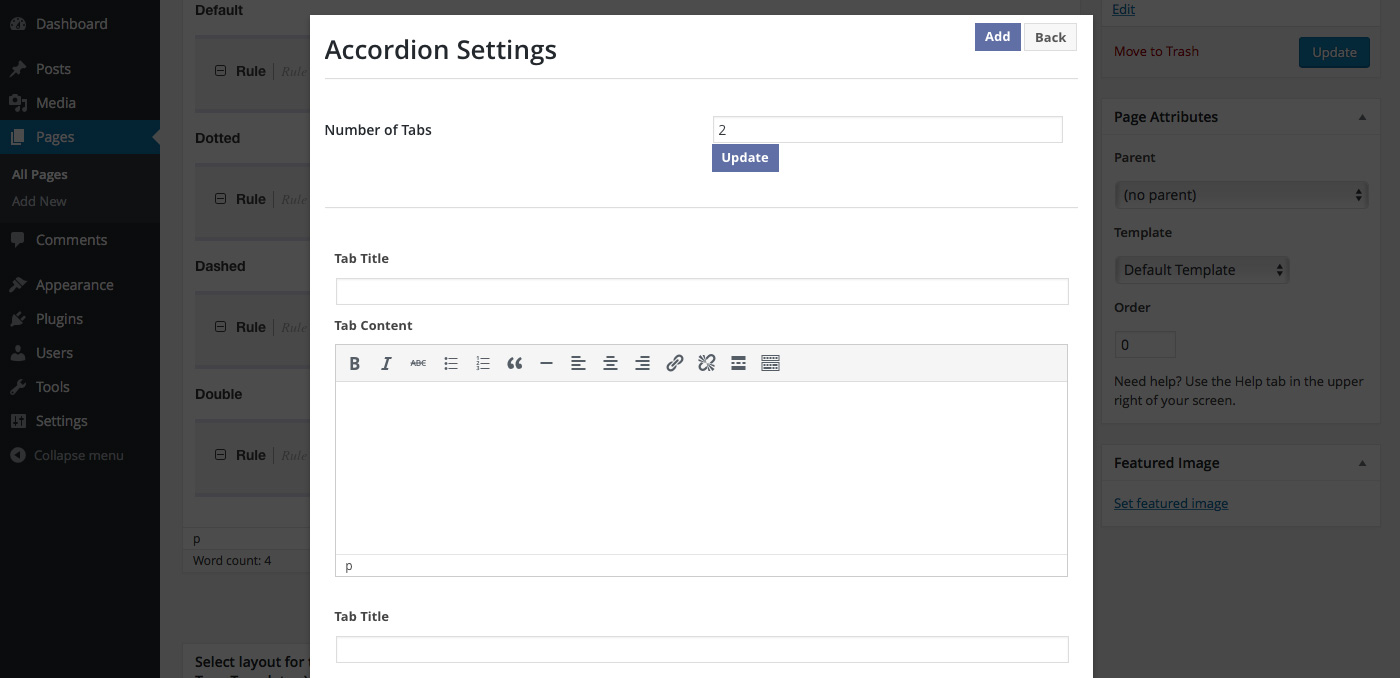 Dashboard
Posts
Media
Pages
All Pages
Add New
Comments
Appearance
Plugins
Users
Tools
Settings
Collapse menu
Default
Rule
Rule
Dotted
Rule
Rule
Dashed
Rule
Rule
Double
Rule
Rule
p
Word count: 4
Select layout for
Accordion Settings
Add
Back
Number of Tabs
2
Update
Tab Title
Tab Content
B I ABC
p
Tab Title
Edit
Move to Trash
Update
Page Attributes
Parent
(no parent)
Template
Default Template
Order
0
Need help? Use the Help tab in the upper
right of your screen.
Featured Image
Set featured image